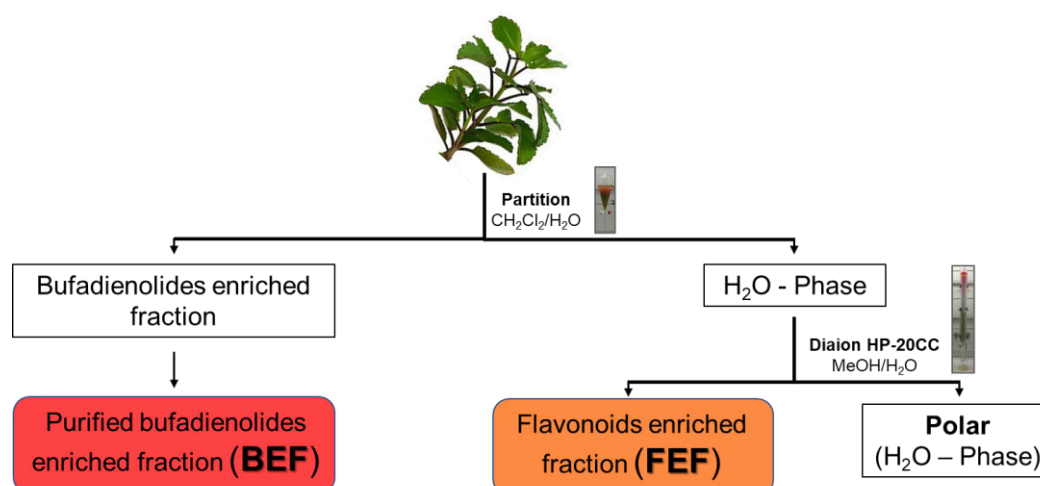 Partition
CH₂Cl₂/H₂O
Bufadienolides enriched
fraction
H₂O - Phase
Diaion HP-20CC
MeOH/H₂O
Purified bufadienolides
enriched fraction (BEF)
Flavonoids enriched
fraction (FEF)
Polar
(H₂O – Phase)